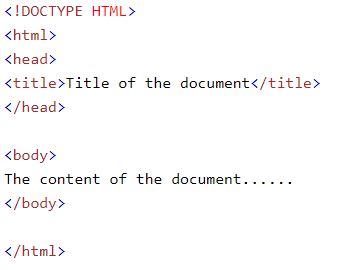 <!DOCTYPE HTML>
<html>
<head>
<title>Title of the document</title>
</head>
<body>
The content of the document......
</body>
</html>